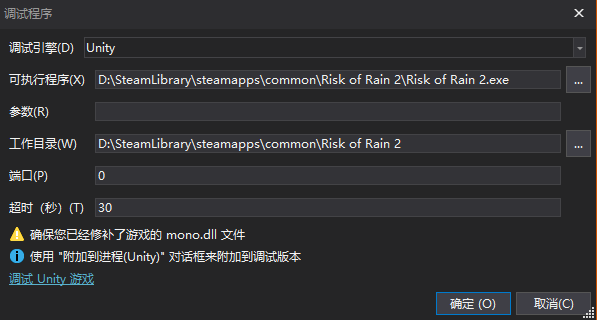 调试程序
调试引擎(D) Unity
可执行程序(X) D:\SteamLibrary\steamapps\common\Risk of Rain 2\Risk of Rain 2.exe ...
参数(R)
工作目录(W) D:\SteamLibrary\steamapps\common\Risk of Rain 2 ...
端口(P) 0
超时（秒）(T) 30
确保您已经修补了游戏的 mono.dll 文件
使用 "附加到进程(Unity)" 对话框来附加到调试版本
调试 Unity 游戏
确定 (O) 取消(C)